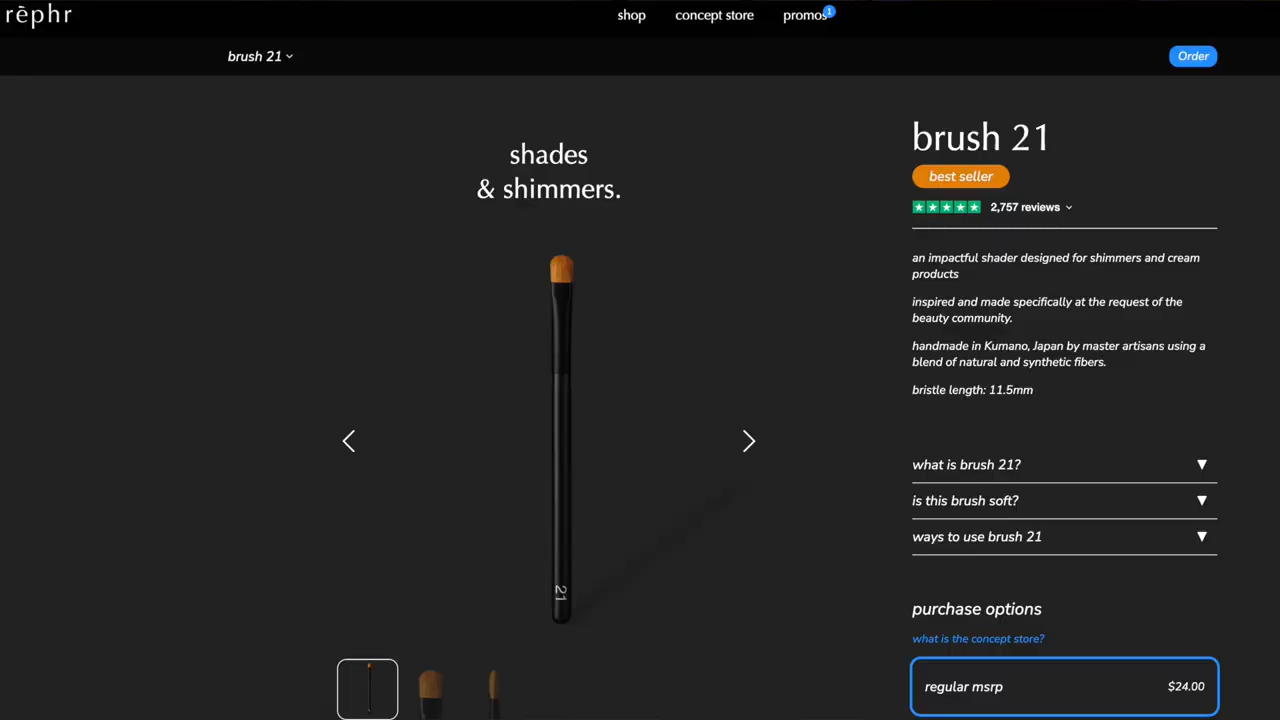 rèphr
shop
concept store
promos
1
brush 21
Order
shades
& shimmers.
21
brush 21
best seller
2,757 reviews
an impactful shader designed for shimmers and cream
products
inspired and made specifically at the request of the
beauty community.
handmade in Kumano, Japan by master artisans using a
blend of natural and synthetic fibers.
bristle length: 11.5mm
what is brush 21?
is this brush soft?
ways to use brush 21
purchase options
what is the concept store?
regular msrp $24.00